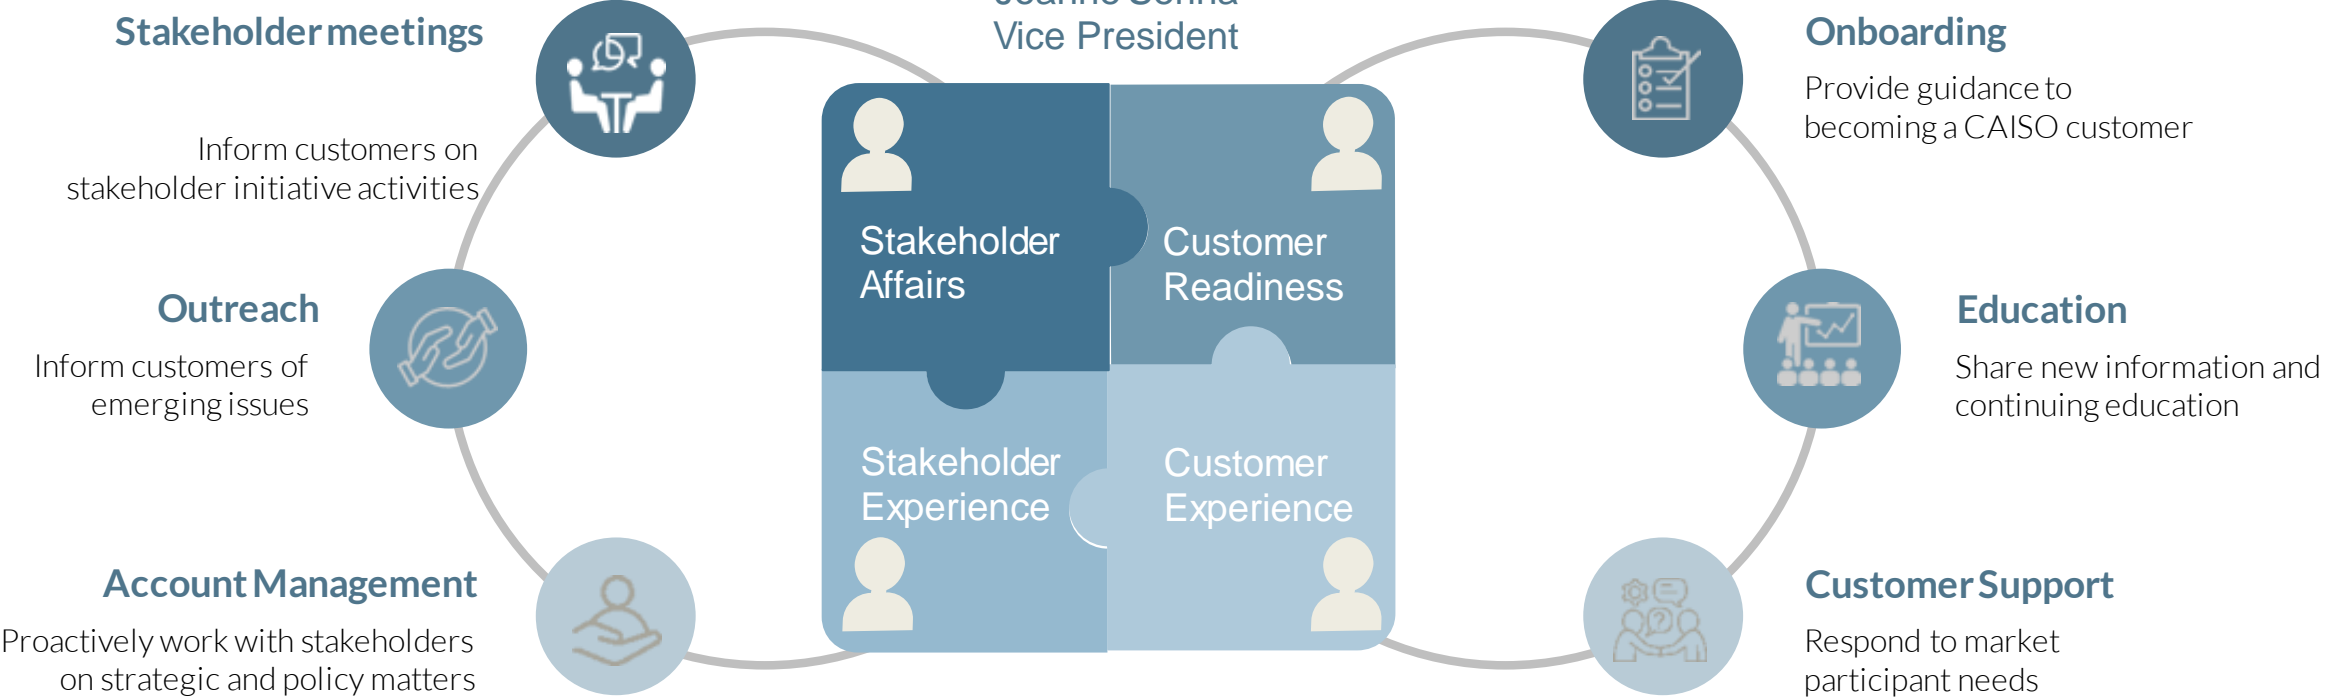 Vice President
Stakeholder meetings
Inform customers on
stakeholder initiative activities
Outreach
Inform customers of
emerging issues
Account Management
Proactively work with stakeholders
on strategic and policy matters
Stakeholder
Affairs
Customer
Readiness
Stakeholder
Experience
Customer
Experience
Onboarding
Provide guidance to
becoming a CAISO customer
Education
Share new information and
continuing education
Customer Support
Respond to market
participant needs